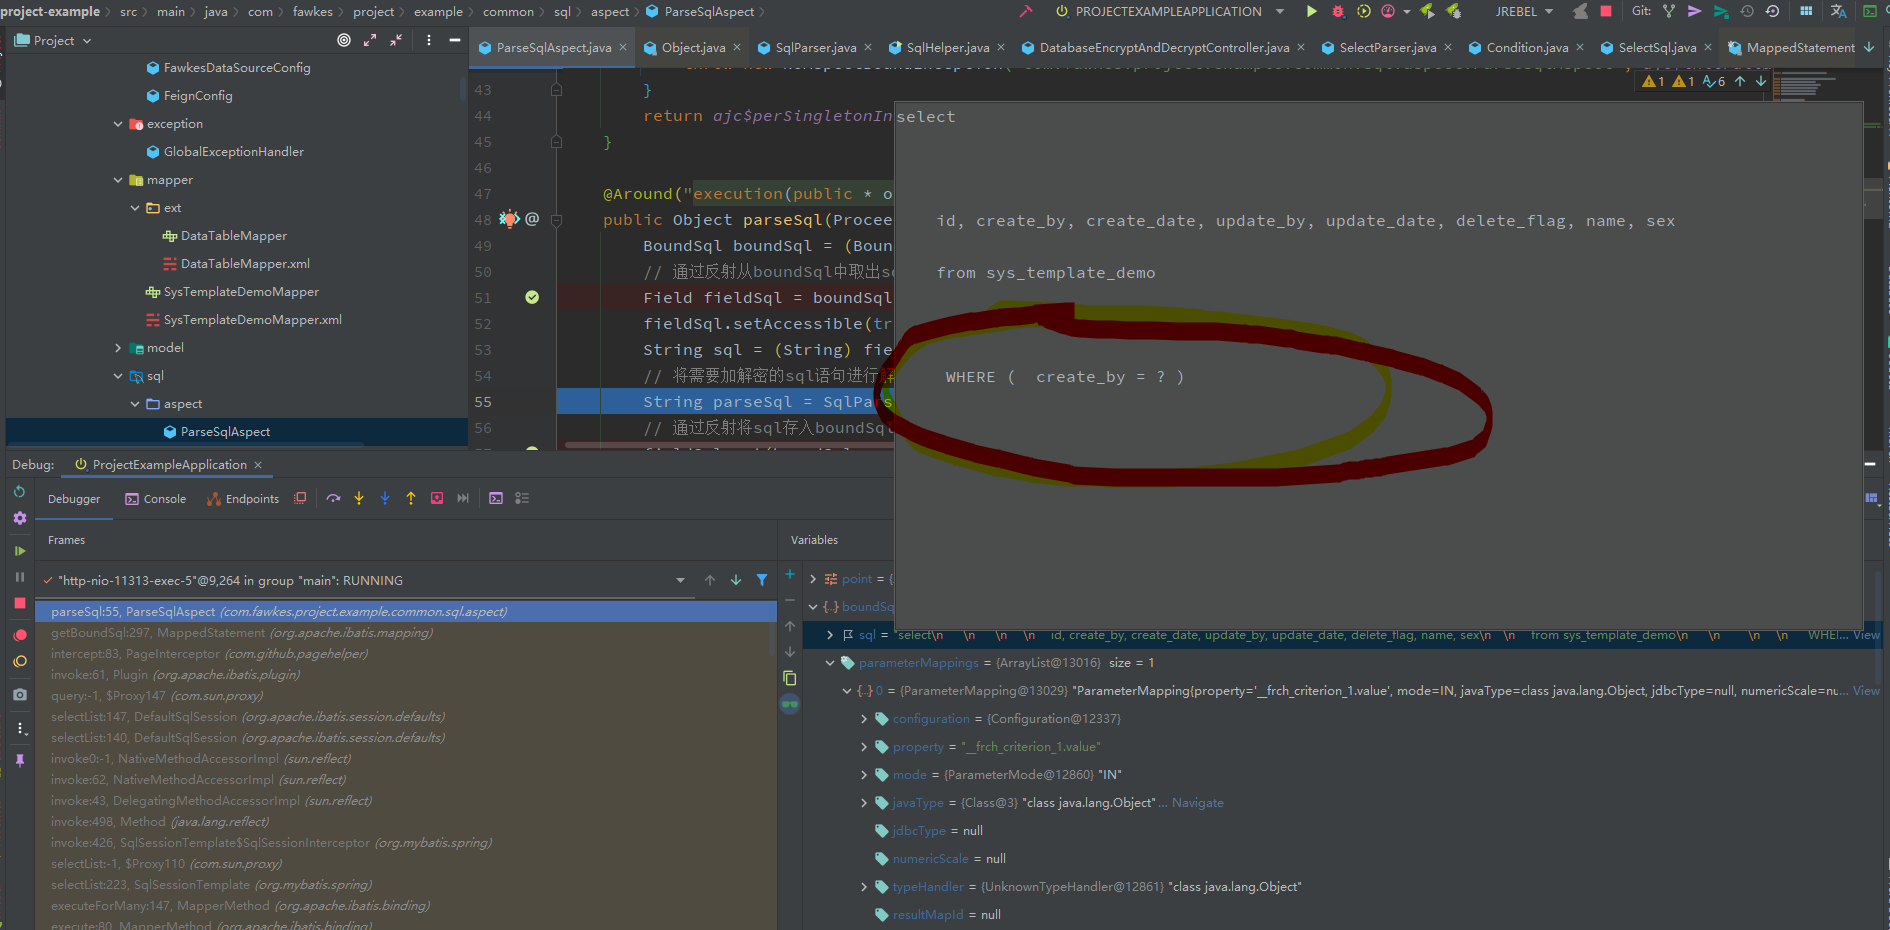 project-example > src > main > java > com > fawkes > project > example > common > sql > aspect > ParseSqlAspect
PROJECTEXAMPLEAPPLICATION
JREBEL
Git:
Project
ParseSqlAspect.java
Object.java
SqlParser.java
SqlHelper.java
DatabaseEncryptAndDecryptController.java
SelectParser.java
Condition.java
SelectSql.java
MappedStatement
1 1 6
FawkesDataSourceConfig
FeignConfig
exception
GlobalExceptionHandler
mapper
ext
DataTableMapper
DataTableMapper.xml
SysTemplateDemoMapper
SysTemplateDemoMapper.xml
model
sql
aspect
ParseSqlAspect
43 }
44 return ajc$perSingletonIn
45 }
46
47 @Around("execution(public * o
48 public Object parseSql(Procee
49 BoundSql boundSql = (Boun
50 // 通过反射从boundSql中取出s
51 Field fieldSql = boundSql
52 fieldSql.setAccessible(tr
53 String sql = (String) fie
54 // 将需要加解密的sql语句进行解
55 String parseSql = SqlPars
56 // 通过反射将sql存入boundSql
select
id, create_by, create_date, update_by, update_date, delete_flag, name, sex
from sys_template_demo
WHERE ( create_by = ? )
Debug:
ProjectExampleApplication
Debugger
Console
Endpoints
Frames
Variables
"http-nio-11313-exec-5"@9,264 in group "main": RUNNING
parseSql:55, ParseSqlAspect (com.fawkes.project.example.common.sql.aspect)
getBoundSql:297, MappedStatement (org.apache.ibatis.mapping)
intercept:83, PageInterceptor (com.github.pagehelper)
invoke:61, Plugin (org.apache.ibatis.plugin)
query:-1, $Proxy147 (com.sun.proxy)
selectList:147, DefaultSqlSession (org.apache.ibatis.session.defaults)
selectList:140, DefaultSqlSession (org.apache.ibatis.session.defaults)
invoke0:-1, NativeMethodAccessorImpl (sun.reflect)
invoke:62, NativeMethodAccessorImpl (sun.reflect)
invoke:43, DelegatingMethodAccessorImpl (sun.reflect)
invoke:498, Method (java.lang.reflect)
invoke:426, SqlSessionTemplate$SqlSessionInterceptor (org.mybatis.spring)
selectList:-1, $Proxy110 (com.sun.proxy)
selectList:223, SqlSessionTemplate (org.mybatis.spring)
executeForMany:147, MapperMethod (org.apache.ibatis.binding)
execute:80, MapperMethod (org.apache.ibatis.binding)
point = {
boundSq
sql = "select\n \n \n \n id, create_by, create_date, update_by, update_date, delete_flag, name, sex\n \n from sys_template_demo\n \n \n \n WHEI... View
parameterMappings = {ArrayList@13016} size = 1
0 = {ParameterMapping@13029} "ParameterMapping{property='__frch_criterion_1.value', mode=IN, javaType=class java.lang.Object, jdbcType=null, numericScale=nu... View
configuration = {Configuration@12337}
property = "__frch_criterion_1.value"
mode = {ParameterMode@12860} "IN"
javaType = {Class@3} "class java.lang.Object" ... Navigate
jdbcType = null
numericScale = null
typeHandler = {UnknownTypeHandler@12861} "class java.lang.Object"
resultMapId = null